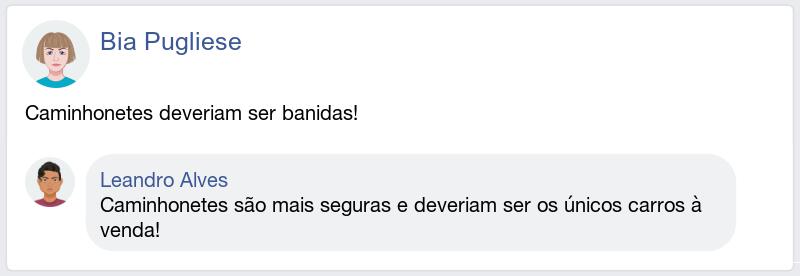 Bia Pugliese
Caminhonetes deveriam ser banidas!
Leandro Alves
Caminhonetes são mais seguras e deveriam ser os únicos carros à
venda!